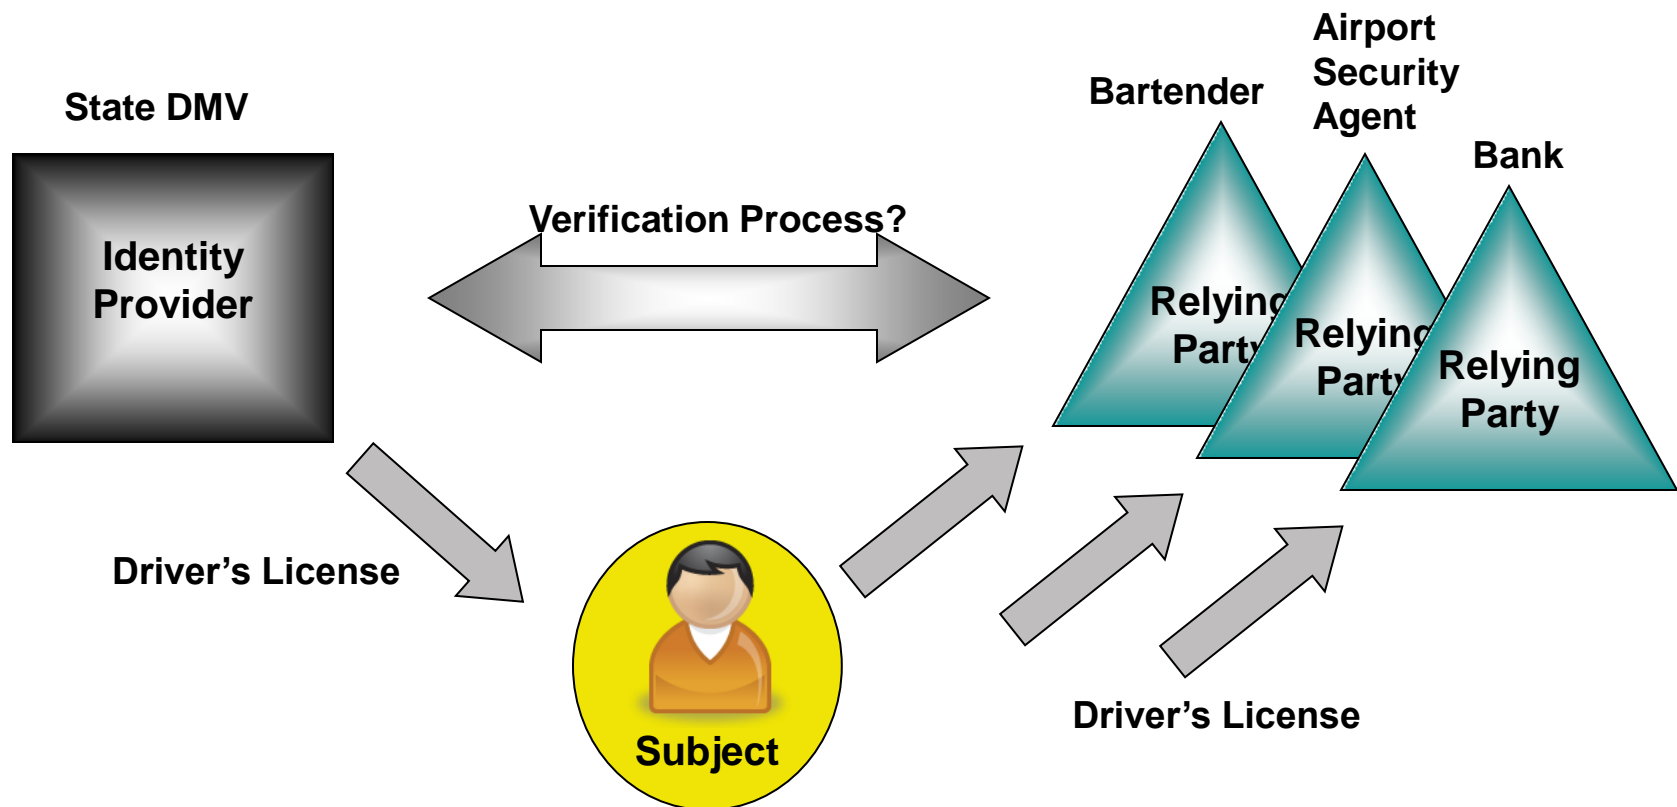 State DMV
Identity
Provider
Verification Process?
Bartender
Airport
Security
Agent
Bank
Relying
Party
Relying
Party
Relying
Party
Driver’s License
Subject
Driver’s License